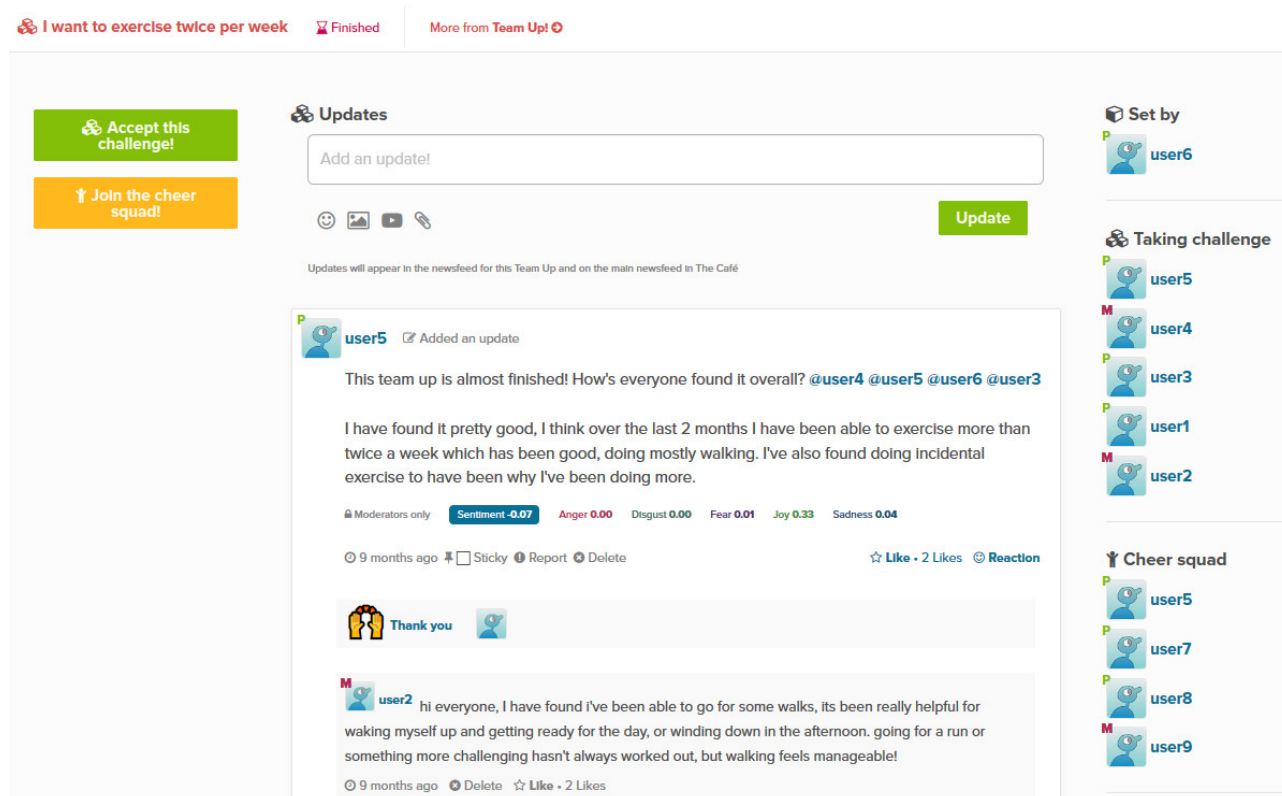 I want to exercise twice per week
Finished
More from Team Up!
Accept this
challenge!
Join the cheer
squad!
Updates
Add an update!
Update
Updates will appear in the newsfeed for this Team Up and on the main newsfeed in The Café
P
user5 Added an update
This team up is almost finished! How's everyone found it overall? @user4 @user5 @user6 @user3
I have found it pretty good, I think over the last 2 months I have been able to exercise more than
twice a week which has been good, doing mostly walking. I've also found doing incidental
exercise to have been why I've been doing more.
Moderators only Sentiment -0.07 Anger 0.00 Disgust 0.00 Fear 0.01 Joy 0.33 Sadness 0.04
9 months ago Sticky Report Delete Like • 2 Likes Reaction
Thank you
M
user2 hi everyone, I have found i've been able to go for some walks, its been really helpful for
waking myself up and getting ready for the day, or winding down in the afternoon. going for a run or
something more challenging hasn't always worked out, but walking feels manageable!
9 months ago Delete Like • 2 Likes
Set by
P
user6
Taking challenge
P
user5
M
user4
P
user3
P
user1
M
user2
Cheer squad
P
user5
P
user7
P
user8
M
user9